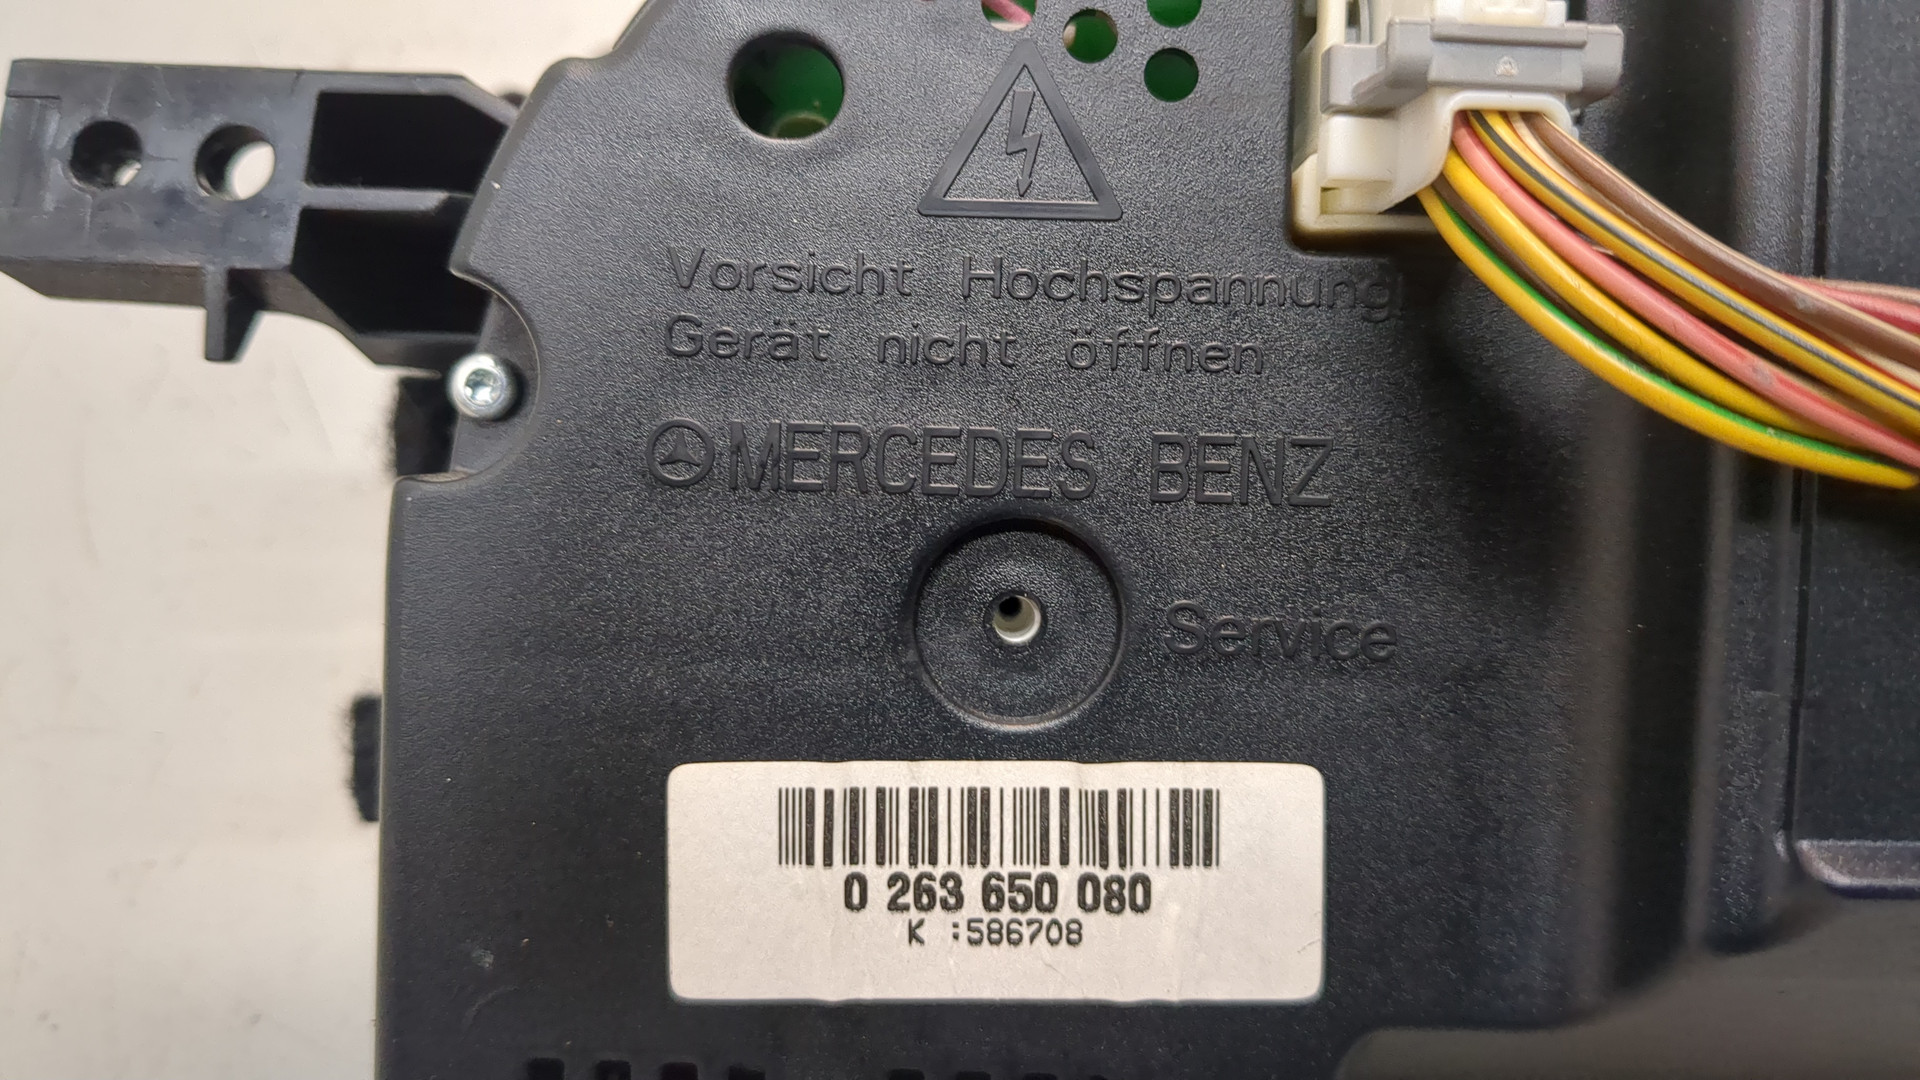 Vorsicht Hochspannung!
Gerät nicht öffnen
MERCEDES BENZ
Service
0 263 650 080
K :586708